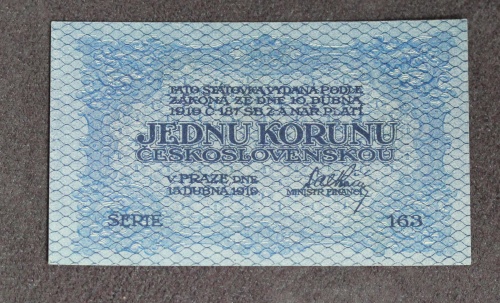 TATO STÁTOVKA VYDANÁ PODLE
ZÁKONA ZE DNE 10. DUBNA
1919 Č 187 SB. Z. A NAŘ. PLATÍ
JEDNU KORUNU
ČESKOSLOVENSKOU
V PRAZE DNE
15 DUBNA 1919
MINISTR FINANCÍ
SERIE 163